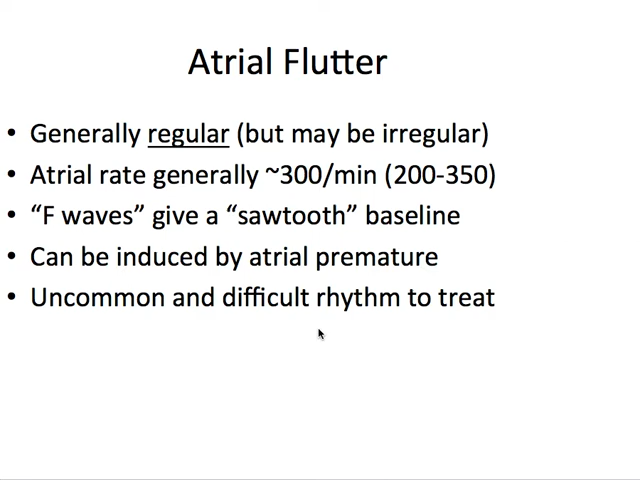 Atrial Flutter
• Generally regular (but may be irregular)
• Atrial rate generally ~300/min (200-350)
• “F waves” give a “sawtooth” baseline
• Can be induced by atrial premature
• Uncommon and difficult rhythm to treat